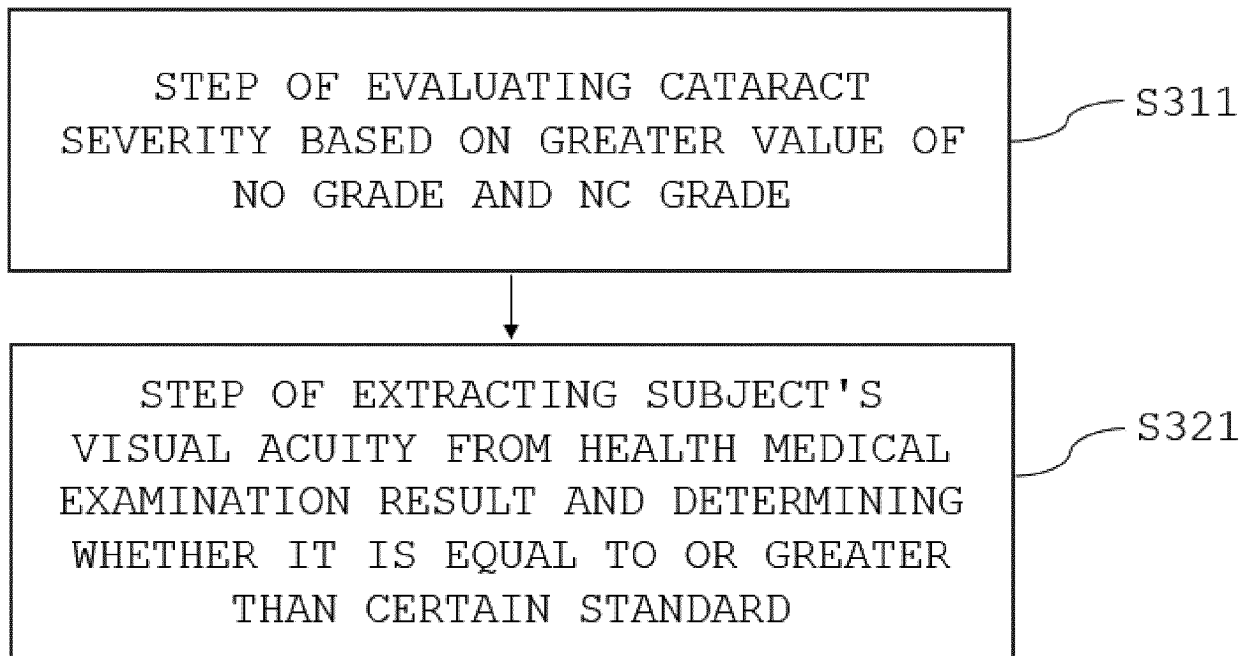 STEP OF EVALUATING CATARACT
SEVERITY BASED ON GREATER VALUE OF
NO GRADE AND NC GRADE
S311
STEP OF EXTRACTING SUBJECT'S
VISUAL ACUITY FROM HEALTH MEDICAL
EXAMINATION RESULT AND DETERMINING
WHETHER IT IS EQUAL TO OR GREATER
THAN CERTAIN STANDARD
S321